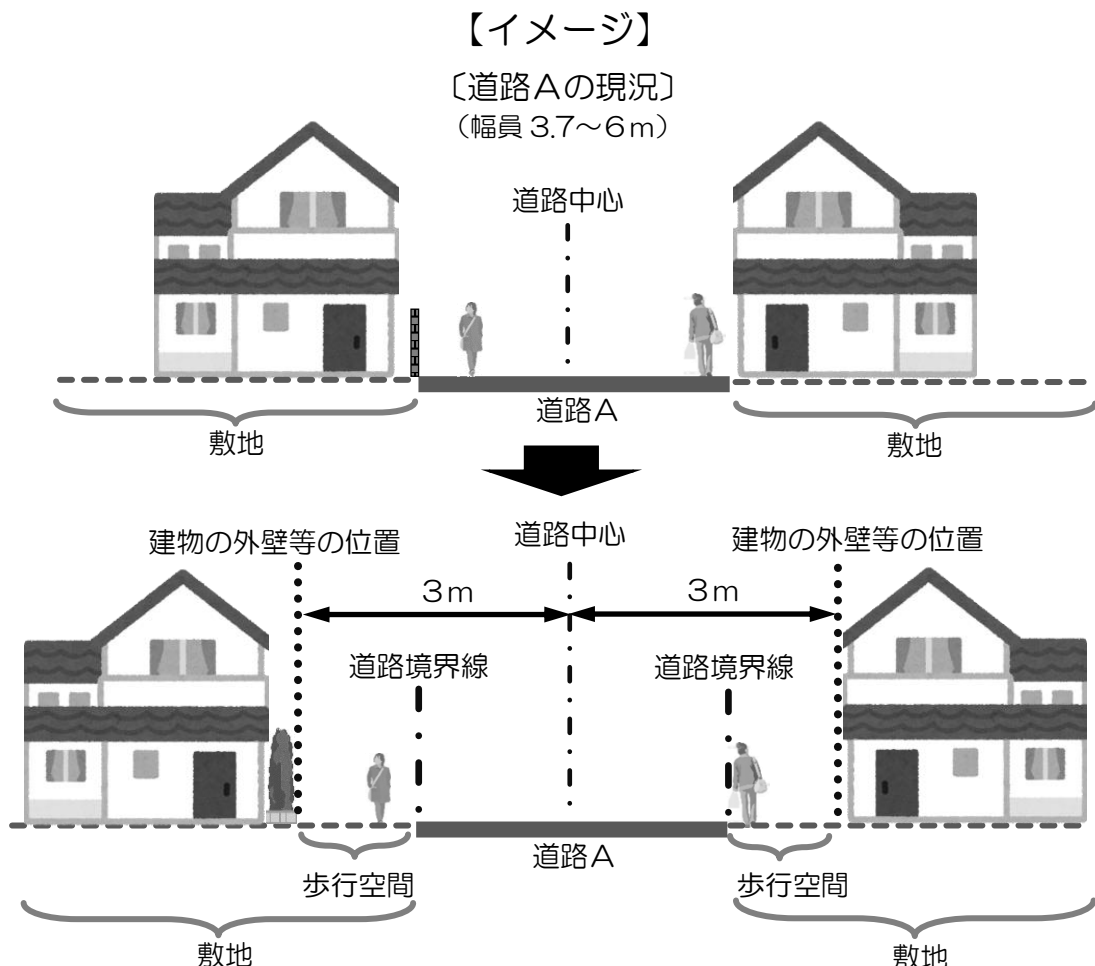 【イメージ】
〔道路Aの現況〕
（幅員3.7～6m）
道路中心
道路A
敷地
敷地
建物の外壁等の位置
道路中心
建物の外壁等の位置
3m
3m
道路境界線
道路境界線
道路A
歩行空間
歩行空間
敷地
敷地